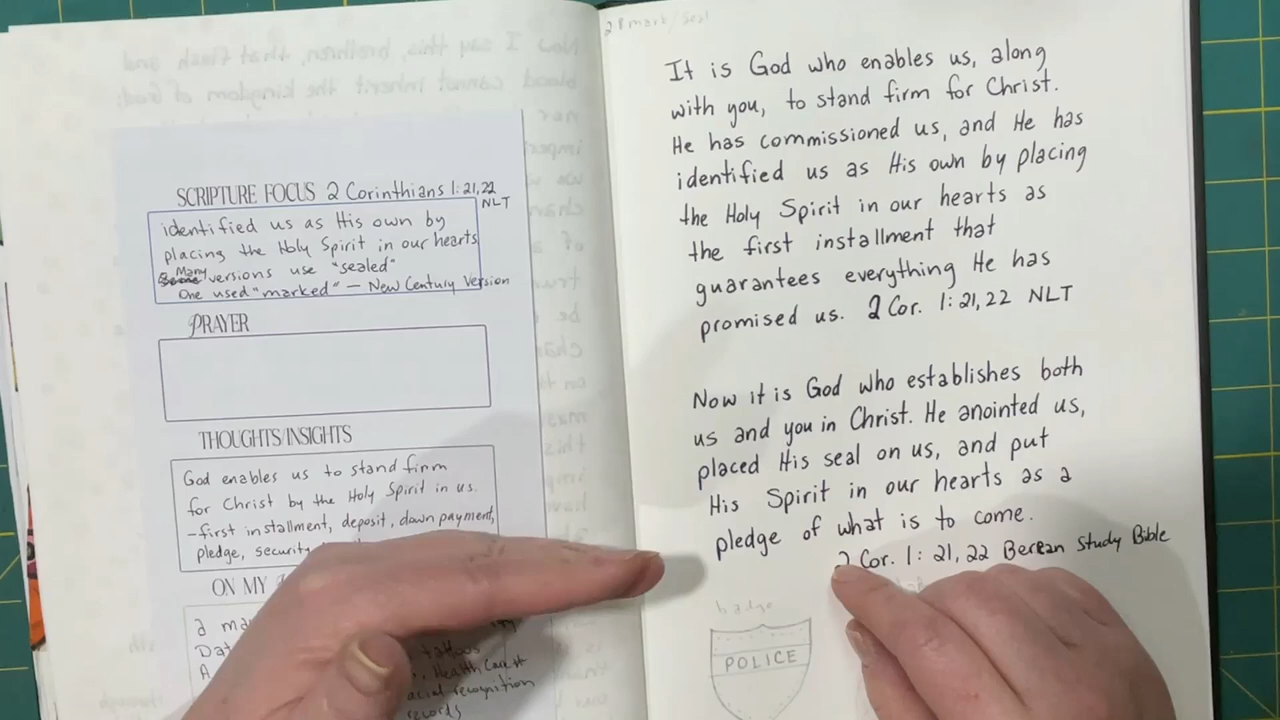 SCRIPTURE FOCUS 2 Corinthians 1:21,22
NLT
identified us as His own by
placing the Holy Spirit in our hearts
Many
versions use "sealed"
One used "marked" – New Century Version
PRAYER
THOUGHTS/INSIGHTS
God enables us to stand firm
for Christ by the Holy Spirit in us.
– first installment, deposit, down payment,
pledge, security
ON MY
a
Dat
A
tattoos
Health Care
acial recognition
records
mark/seal
It is God who enables us, along
with you, to stand firm for Christ.
He has commissioned us, and He has
identified us as His own by placing
the Holy Spirit in our hearts as
the first installment that
guarantees everything He has
promised us. 2 Cor. 1:21,22 NLT
Now it is God who establishes both
us and you in Christ. He anointed us,
placed His seal on us, and put
His Spirit in our hearts as a
pledge of what is to come.
2 Cor. 1:21,22 Berean Study Bible
badge
POLICE